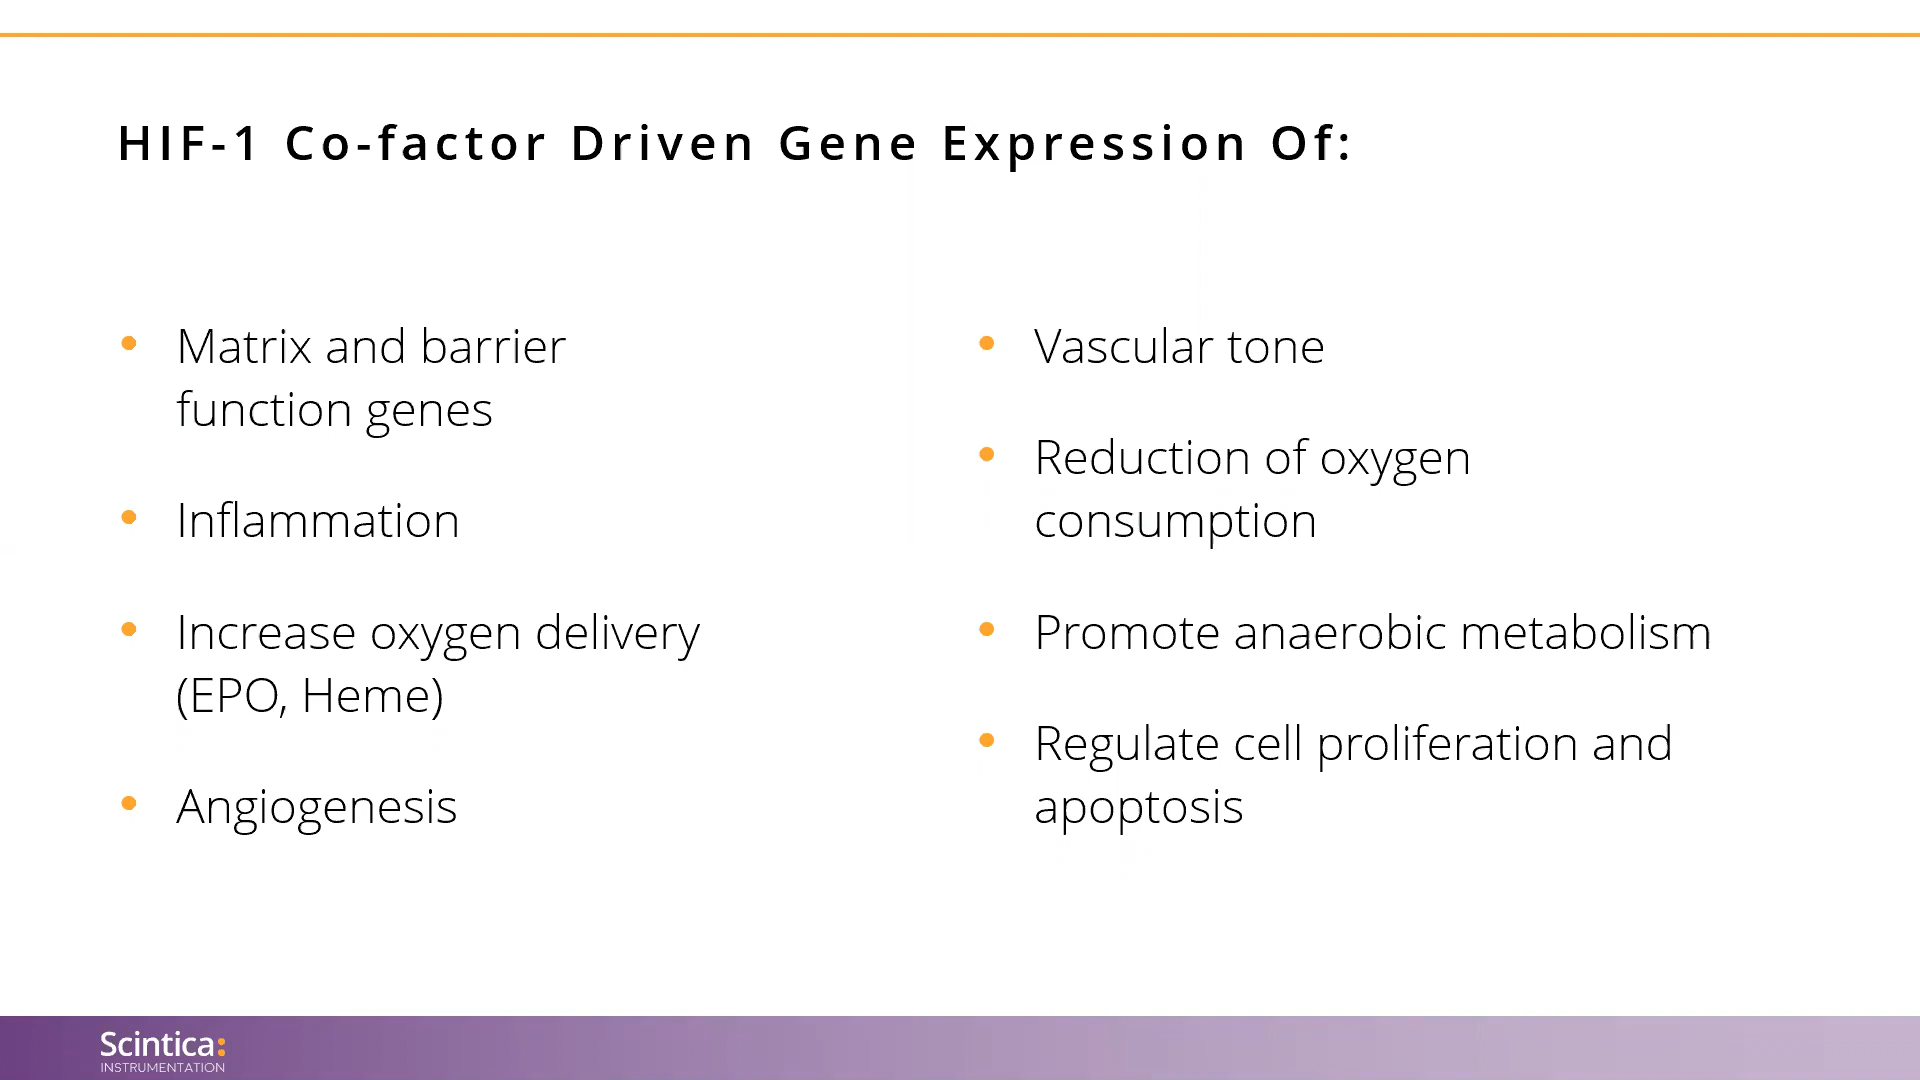 HIF-1 Co-factor Driven Gene Expression Of:
• Matrix and barrier
function genes
• Inflammation
• Increase oxygen delivery
(EPO, Heme)
• Angiogenesis
• Vascular tone
• Reduction of oxygen
consumption
• Promote anaerobic metabolism
• Regulate cell proliferation and
apoptosis
Scintica:
INSTRUMENTATION